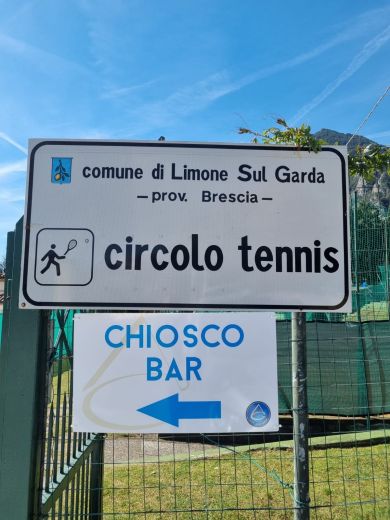 comune di Limone Sul Garda
– prov. Brescia –
circolo tennis
CHIOSCO
BAR